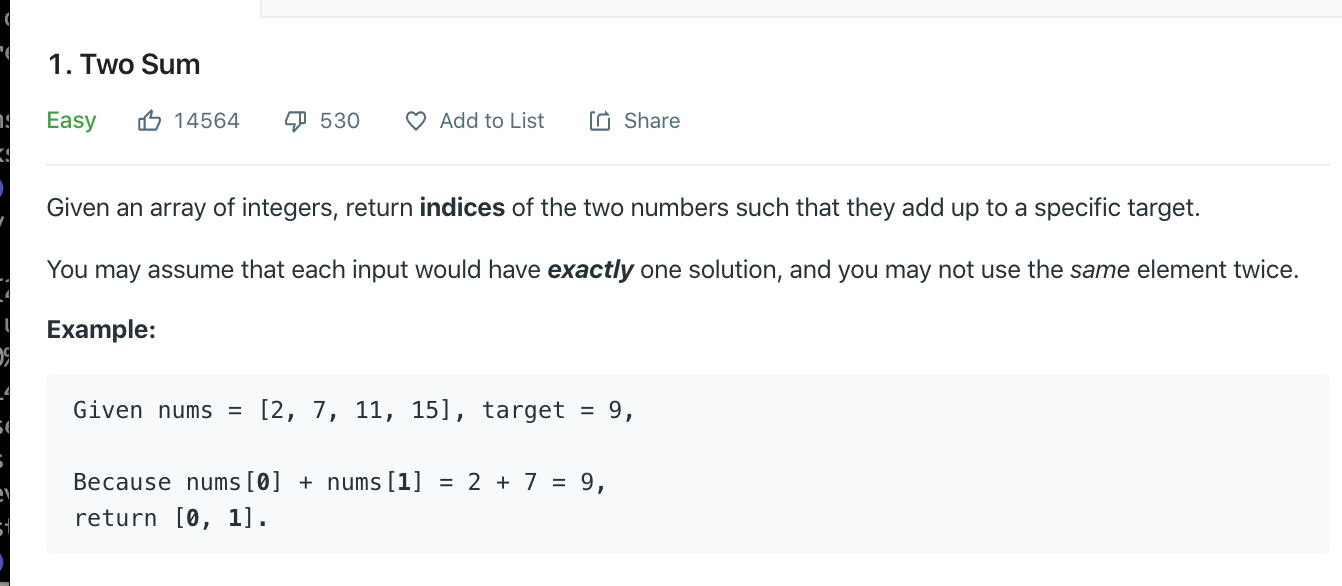 1. Two Sum
Easy 14564 530 Add to List Share
Given an array of integers, return indices of the two numbers such that they add up to a specific target.
You may assume that each input would have exactly one solution, and you may not use the same element twice.
Example:
Given nums = [2, 7, 11, 15], target = 9,
Because nums[0] + nums[1] = 2 + 7 = 9,
return [0, 1].